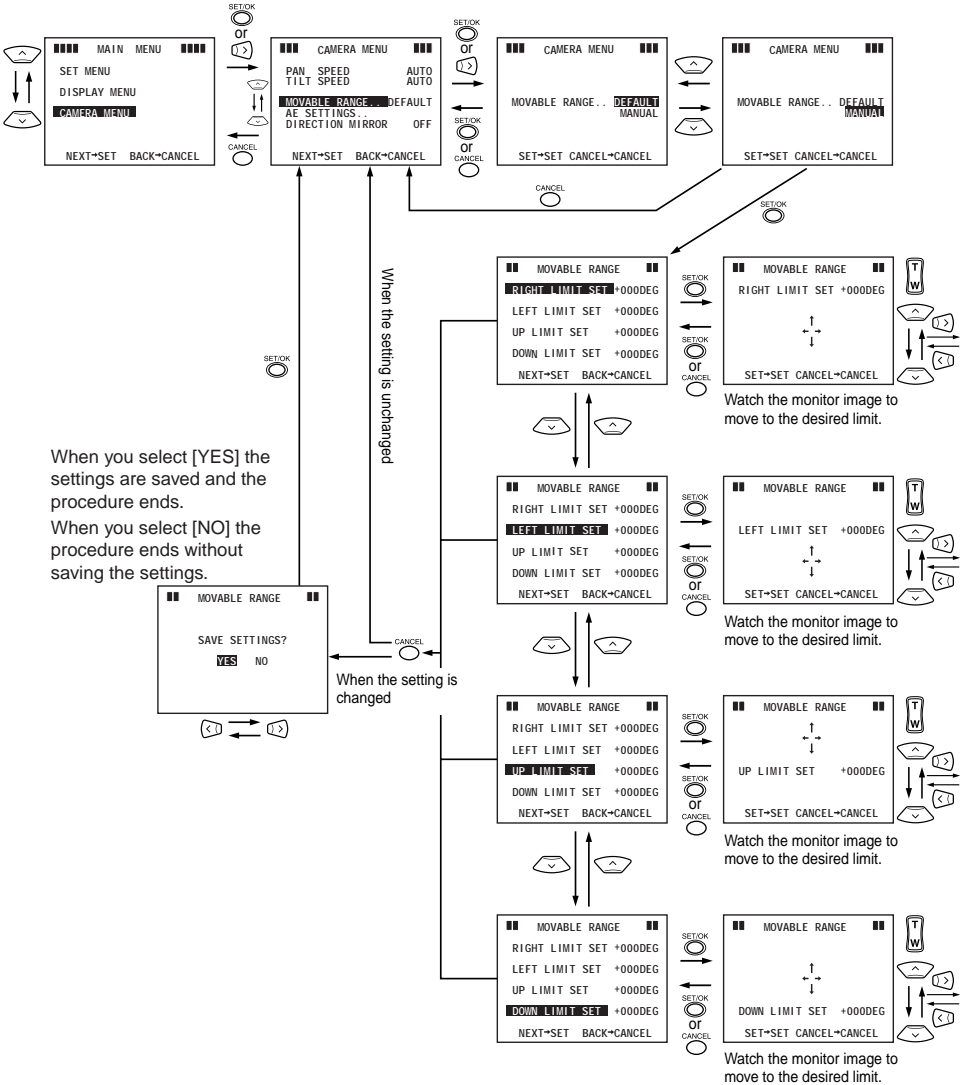 SET/OK
or
MAIN MENU
SET MENU
DISPLAY MENU
CAMERA MENU
NEXT→SET BACK→CANCEL
CANCEL
CAMERA MENU
PAN SPEED AUTO
TILT SPEED AUTO
MOVABLE RANGE.. DEFAULT
AE SETTINGS..
DIRECTION MIRROR OFF
NEXT→SET BACK→CANCEL
SET/OK
or
SET/OK
or
CANCEL
CAMERA MENU
MOVABLE RANGE.. DEFAULT
MANUAL
SET→SET CANCEL→CANCEL
CAMERA MENU
MOVABLE RANGE.. DEFAULT
MANUAL
SET→SET CANCEL→CANCEL
CANCEL
SET/OK
When the setting is unchanged
SET/OK
MOVABLE RANGE
RIGHT LIMIT SET +000DEG
LEFT LIMIT SET +000DEG
UP LIMIT SET +000DEG
DOWN LIMIT SET +000DEG
NEXT→SET BACK→CANCEL
SET/OK
SET/OK
or
CANCEL
MOVABLE RANGE
RIGHT LIMIT SET +000DEG
SET→SET CANCEL→CANCEL
T
W
Watch the monitor image to
move to the desired limit.
When you select [YES] the
settings are saved and the
procedure ends.
When you select [NO] the
procedure ends without
saving the settings.
MOVABLE RANGE
SAVE SETTINGS?
YES NO
CANCEL
When the setting is
changed
MOVABLE RANGE
RIGHT LIMIT SET +000DEG
LEFT LIMIT SET +000DEG
UP LIMIT SET +000DEG
DOWN LIMIT SET +000DEG
NEXT→SET BACK→CANCEL
SET/OK
SET/OK
or
CANCEL
MOVABLE RANGE
LEFT LIMIT SET +000DEG
SET→SET CANCEL→CANCEL
T
W
Watch the monitor image to
move to the desired limit.
MOVABLE RANGE
RIGHT LIMIT SET +000DEG
LEFT LIMIT SET +000DEG
UP LIMIT SET +000DEG
DOWN LIMIT SET +000DEG
NEXT→SET BACK→CANCEL
SET/OK
SET/OK
or
CANCEL
MOVABLE RANGE
UP LIMIT SET +000DEG
SET→SET CANCEL→CANCEL
T
W
Watch the monitor image to
move to the desired limit.
MOVABLE RANGE
RIGHT LIMIT SET +000DEG
LEFT LIMIT SET +000DEG
UP LIMIT SET +000DEG
DOWN LIMIT SET +000DEG
NEXT→SET BACK→CANCEL
SET/OK
SET/OK
or
CANCEL
MOVABLE RANGE
DOWN LIMIT SET +000DEG
SET→SET CANCEL→CANCEL
T
W
Watch the monitor image to
move to the desired limit.